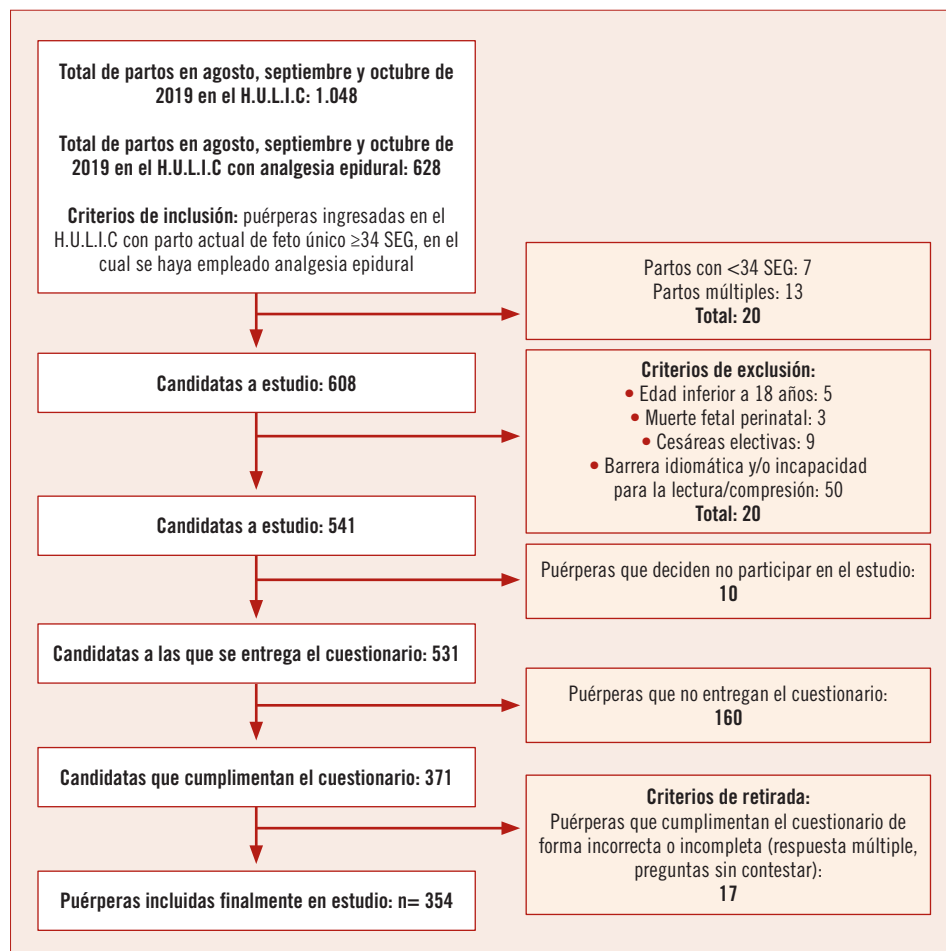 Total de partos en agosto, septiembre y octubre de
2019 en el H.U.L.I.C: 1.048
Total de partos en agosto, septiembre y octubre de
2019 en el H.U.L.I.C con analgesia epidural: 628
Criterios de inclusión: puérperas ingresadas en el
H.U.L.I.C con parto actual de feto único ≥34 SEG, en el
cual se haya empleado analgesia epidural
Partos con <34 SEG: 7
Partos múltiples: 13
Total: 20
Candidatas a estudio: 608
Criterios de exclusión:
• Edad inferior a 18 años: 5
• Muerte fetal perinatal: 3
• Cesáreas electivas: 9
• Barrera idiomática y/o incapacidad
para la lectura/compresión: 50
Total: 20
Candidatas a estudio: 541
Puérperas que deciden no participar en el estudio:
10
Candidatas a las que se entrega el cuestionario: 531
Puérperas que no entregan el cuestionario:
160
Candidatas que cumplimentan el cuestionario: 371
Criterios de retirada:
Puérperas que cumplimentan el cuestionario de
forma incorrecta o incompleta (respuesta múltiple,
preguntas sin contestar):
17
Puérperas incluidas finalmente en estudio: n= 354